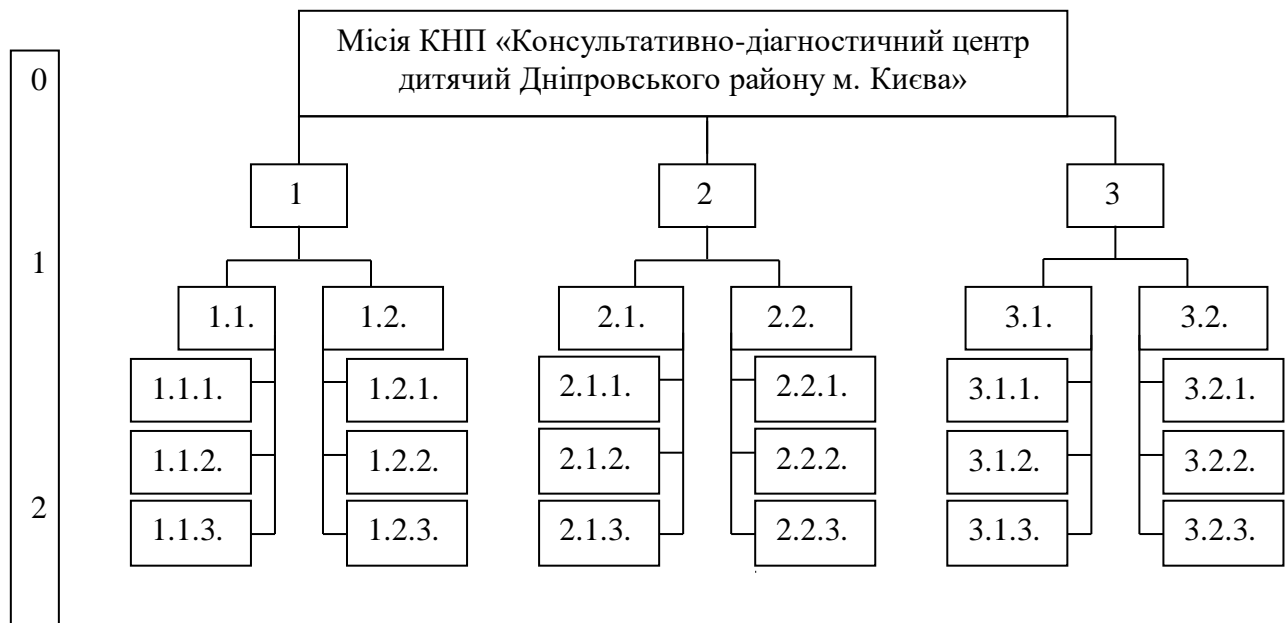 Місія КНП «Консультативно-діагностичний центр
дитячий Дніпровського району м. Києва»
0
1 2 3
1
1.1. 1.2. 2.1. 2.2. 3.1. 3.2.
1.1.1. 1.2.1. 2.1.1. 2.2.1. 3.1.1. 3.2.1.
1.1.2. 1.2.2. 2.1.2. 2.2.2. 3.1.2. 3.2.2.
2
1.1.3. 1.2.3. 2.1.3. 2.2.3. 3.1.3. 3.2.3.